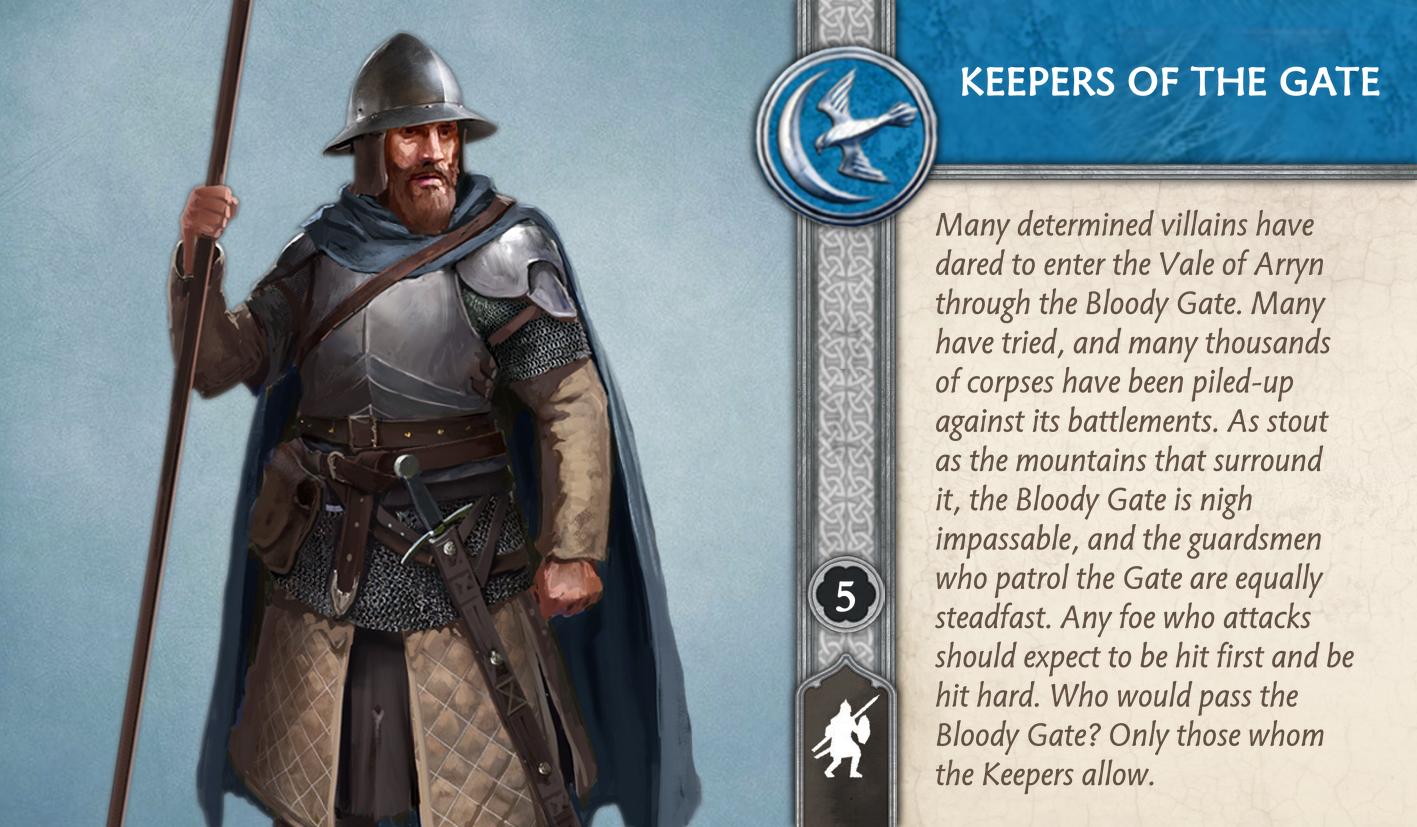 KEEPERS OF THE GATE
Many determined villains have
dared to enter the Vale of Arryn
through the Bloody Gate. Many
have tried, and many thousands
of corpses have been piled-up
against its battlements. As stout
as the mountains that surround
it, the Bloody Gate is nigh
impassable, and the guardsmen
who patrol the Gate are equally
steadfast. Any foe who attacks
should expect to be hit first and be
hit hard. Who would pass the
Bloody Gate? Only those whom
the Keepers allow.
5